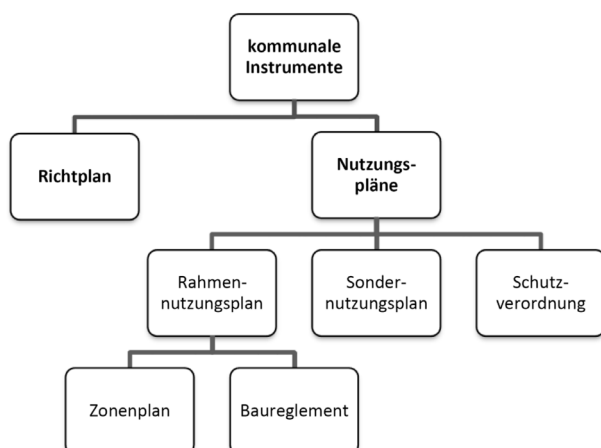 kommunale
Instrumente
Richtplan
Nutzungs-
pläne
Rahmen-
nutzungsplan
Sonder-
nutzungsplan
Schutz-
verordnung
Zonenplan
Baureglement